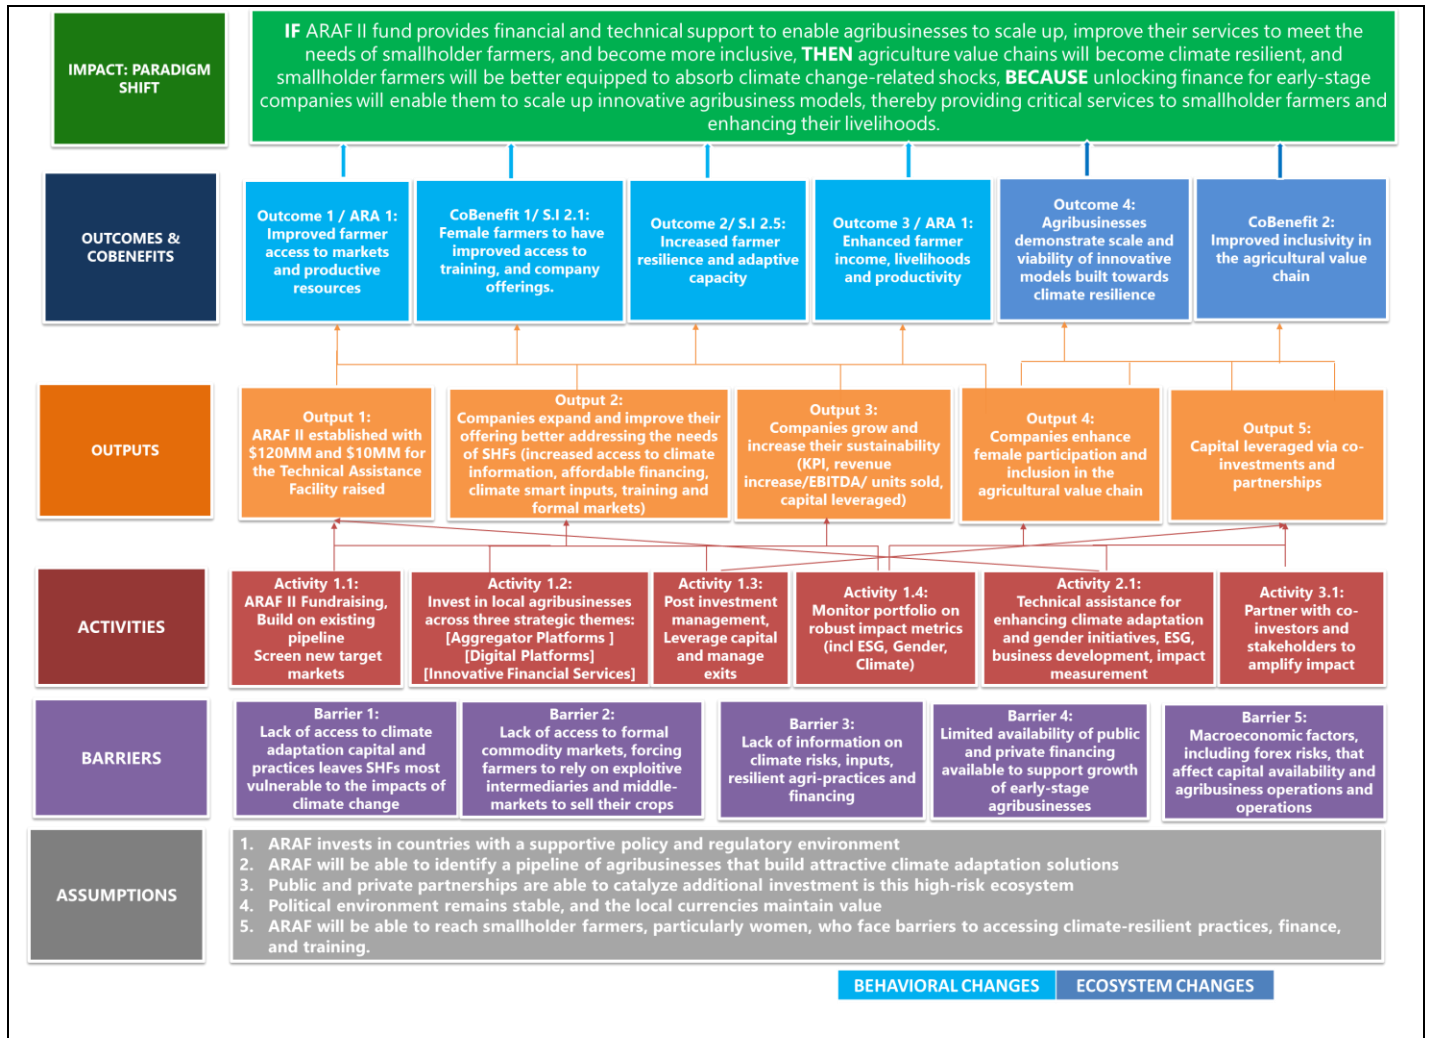 IMPACT: PARADIGM
SHIFT
IF ARAF II fund provides financial and technical support to enable agribusinesses to scale up, improve their services to meet the
needs of smallholder farmers, and become more inclusive, THEN agriculture value chains will become climate resilient, and
smallholder farmers will be better equipped to absorb climate change-related shocks, BECAUSE unlocking finance for early-stage
companies will enable them to scale up innovative agribusiness models, thereby providing critical services to smallholder farmers and
enhancing their livelihoods.
OUTCOMES &
COBENEFITS
Outcome 1 / ARA 1:
Improved farmer
access to markets
and productive
resources
CoBenefit 1/ S.I 2.1:
Female farmers to have
improved access to
training, and company
offerings.
Outcome 2/ S.I 2.5:
Increased farmer
resilience and adaptive
capacity
Outcome 3 / ARA 1:
Enhanced farmer
income, livelihoods
and productivity
Outcome 4:
Agribusinesses
demonstrate scale and
viability of innovative
models built towards
climate resilience
CoBenefit 2:
Improved inclusivity in
the agricultural value
chain
OUTPUTS
Output 1:
ARAF II established with
$120MM and $10MM for
the Technical Assistance
Facility raised
Output 2:
Companies expand and improve their
offering better addressing the needs
of SHFs (increased access to climate
information, affordable financing,
climate smart inputs, training and
formal markets)
Output 3:
Companies grow and
increase their sustainability
(KPI, revenue
increase/EBITDA/ units sold,
capital leveraged)
Output 4:
Companies enhance
female participation and
inclusion in the
agricultural value chain
Output 5:
Capital leveraged via co-
investments and
partnerships
ACTIVITIES
Activity 1.1:
ARAF II Fundraising,
Build on existing
pipeline
Screen new target
markets
Activity 1.2:
Invest in local agribusinesses
across three strategic themes:
[Aggregator Platforms ]
[Digital Platforms]
[Innovative Financial Services]
Activity 1.3:
Post investment
management,
Leverage capital
and manage
exits
Activity 1.4:
Monitor portfolio on
robust impact metrics
(incl ESG, Gender,
Climate)
Activity 2.1:
Technical assistance for
enhancing climate adaptation
and gender initiatives, ESG,
business development, impact
measurement
Activity 3.1:
Partner with co-
investors and
stakeholders to
amplify impact
BARRIERS
Barrier 1:
Lack of access to climate
adaptation capital and
practices leaves SHFs most
vulnerable to the impacts of
climate change
Barrier 2:
Lack of access to formal
commodity markets, forcing
farmers to rely on exploitive
intermediaries and middle-
markets to sell their crops
Barrier 3:
Lack of information on
climate risks, inputs,
resilient agri-practices and
financing
Barrier 4:
Limited availability of public
and private financing
available to support growth
of early-stage
agribusinesses
Barrier 5:
Macroeconomic factors,
including forex risks, that
affect capital availability and
agribusiness operations and
operations
ASSUMPTIONS
1. ARAF invests in countries with a supportive policy and regulatory environment
2. ARAF will be able to identify a pipeline of agribusinesses that build attractive climate adaptation solutions
3. Public and private partnerships are able to catalyze additional investment is this high-risk ecosystem
4. Political environment remains stable, and the local currencies maintain value
5. ARAF will be able to reach smallholder farmers, particularly women, who face barriers to accessing climate-resilient practices, finance,
and training.
BEHAVIORAL CHANGES
ECOSYSTEM CHANGES